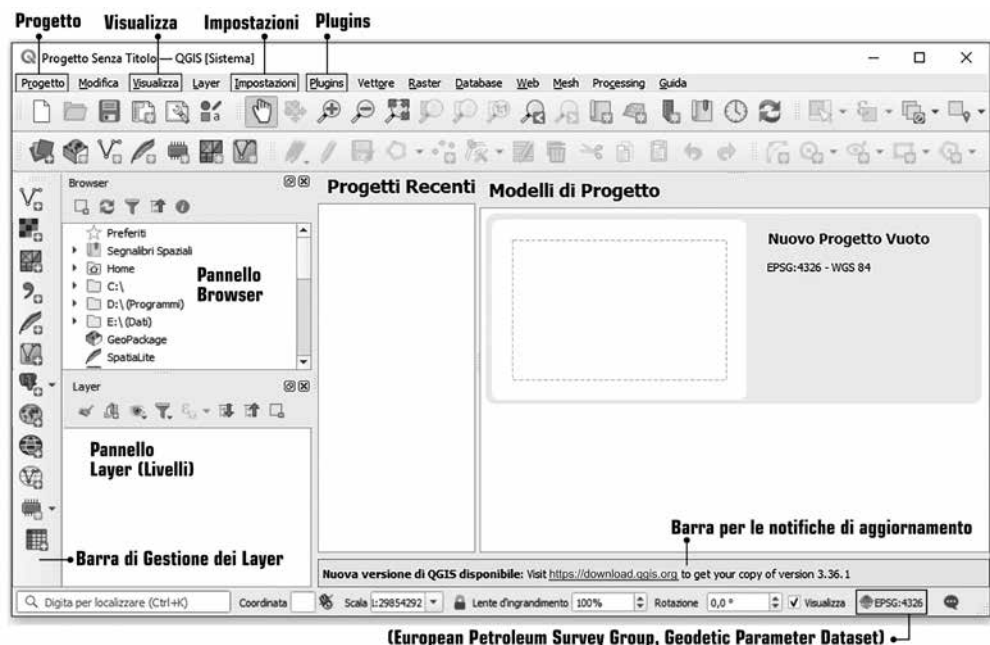 Progetto Visualizza Impostazioni Plugins
Progetto Senza Titolo — QGIS [Sistema]
Progetto Modifica Visualizza Layer Impostazioni Plugins Vettore Raster Database Web Mesh Processing Guida
Browser
Preferiti
Segnalibri Spaziali
Home
C:\
D:\ (Programmi)
E:\ (Dati)
GeoPackage
SpatiaLite
Pannello
Browser
Layer
Pannello
Layer (Livelli)
Barra di Gestione dei Layer
Progetti Recenti
Modelli di Progetto
Nuovo Progetto Vuoto
EPSG:4326 - WGS 84
Barra per le notifiche di aggiornamento
Nuova versione di QGIS disponibile: Visit https://download.qgis.org to get your copy of version 3.36.1
Digita per localizzare (Ctrl+K) Coordinata Scala 1:29854292 Lente d'ingrandimento 100% Rotazione 0,0 ° Visualizza EPSG:4326
(European Petroleum Survey Group, Geodetic Parameter Dataset)